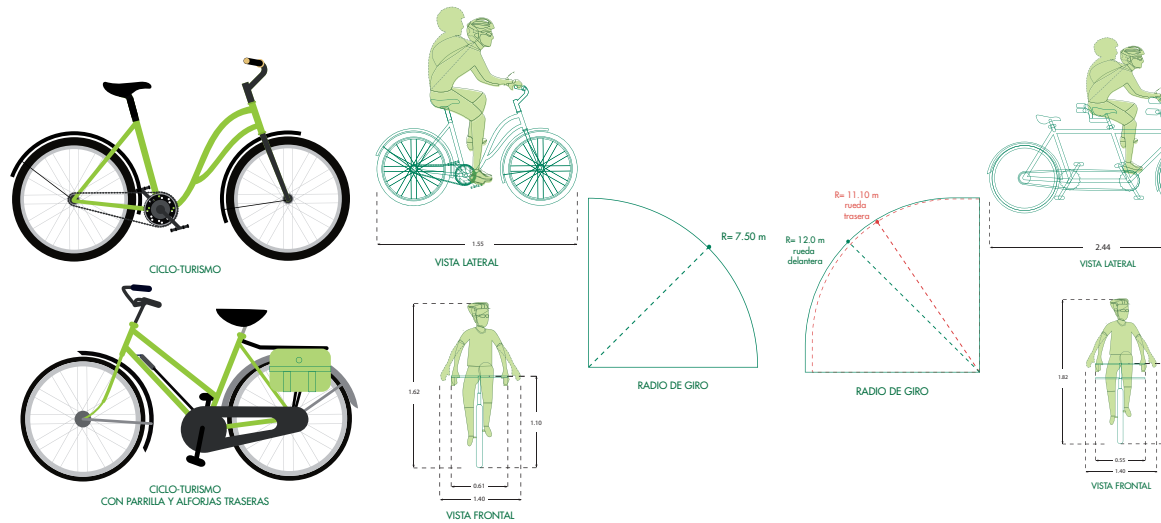 CICLO-TURISMO
CICLO-TURISMO
CON PARRILLA Y ALFORJAS TRASERAS
1.55
VISTA LATERAL
1.62
1.10
0.61
1.40
VISTA FRONTAL
R= 7.50 m
RADIO DE GIRO
R= 11.10 m
rueda
trasera
R= 12.0 m
rueda
delantera
RADIO DE GIRO
2.44
VISTA LATERAL
1.82
0.55
1.40
VISTA FRONTAL